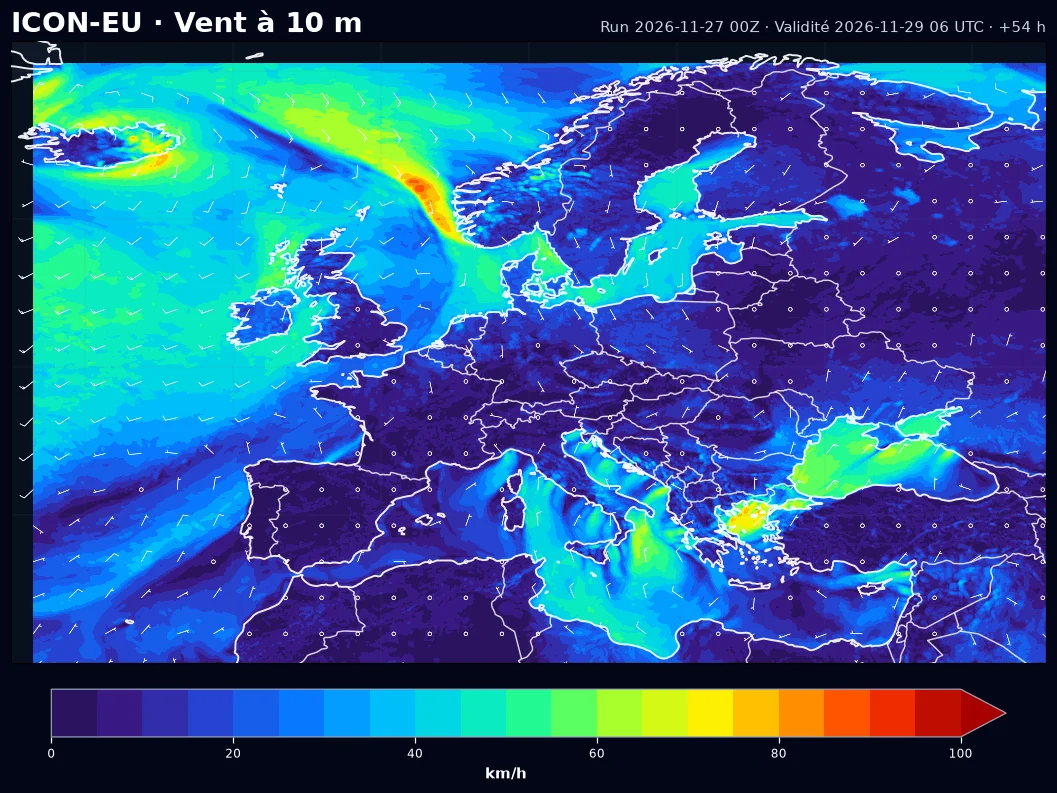 ICON-EU · Vent à 10 m
Run 2026-11-27 00Z · Validité 2026-11-29 06 UTC · +54 h
0 20 40 60 80 100
km/h